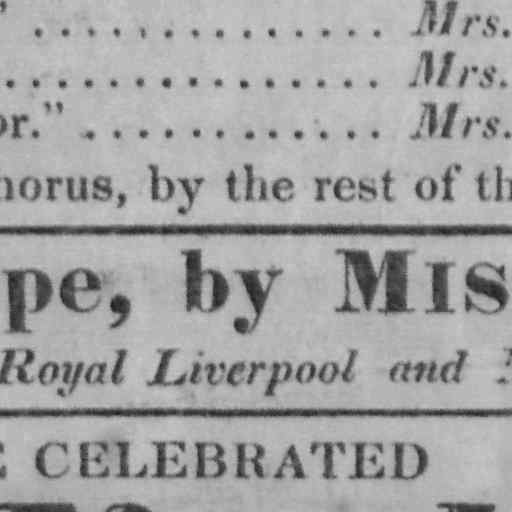 ” . . . . . . . . . . . . . . Mrs.
. . . . . . . . . . . . . . . Mrs.
or.” . . . . . . . . . . . . Mrs.
horus, by the rest of th
pe, by MIS
Royal Liverpool and
E CELEBRATED